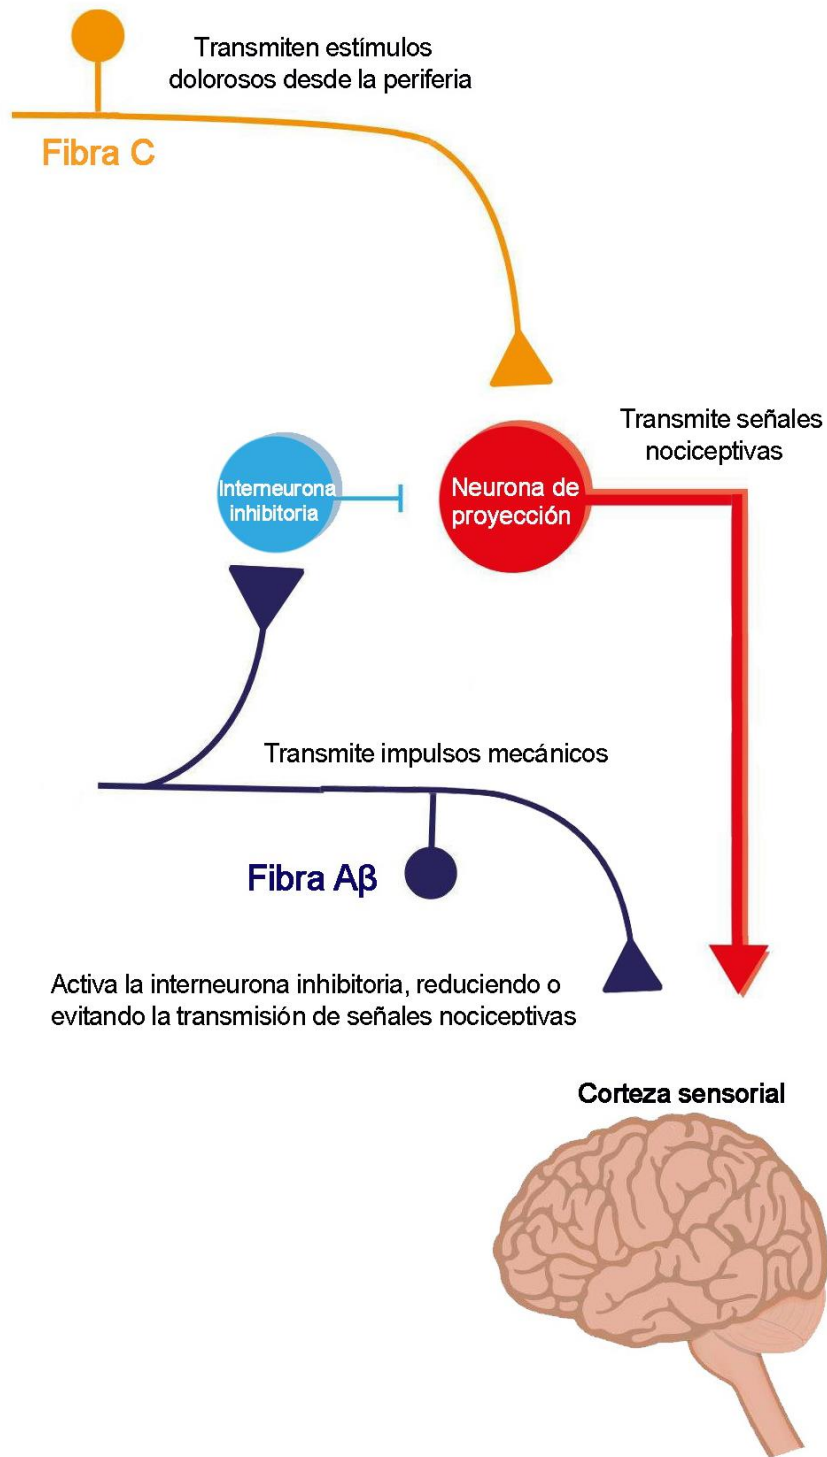 Transmiten estímulos
dolorosos desde la periferia
Fibra C
Transmite señales
nociceptivas
Interneurona
inhibitoria
Neurona de
proyección
Transmite impulsos mecánicos
Fibra Aβ
Activa la interneurona inhibitoria, reduciendo o
evitando la transmisión de señales nociceptivas
Corteza sensorial